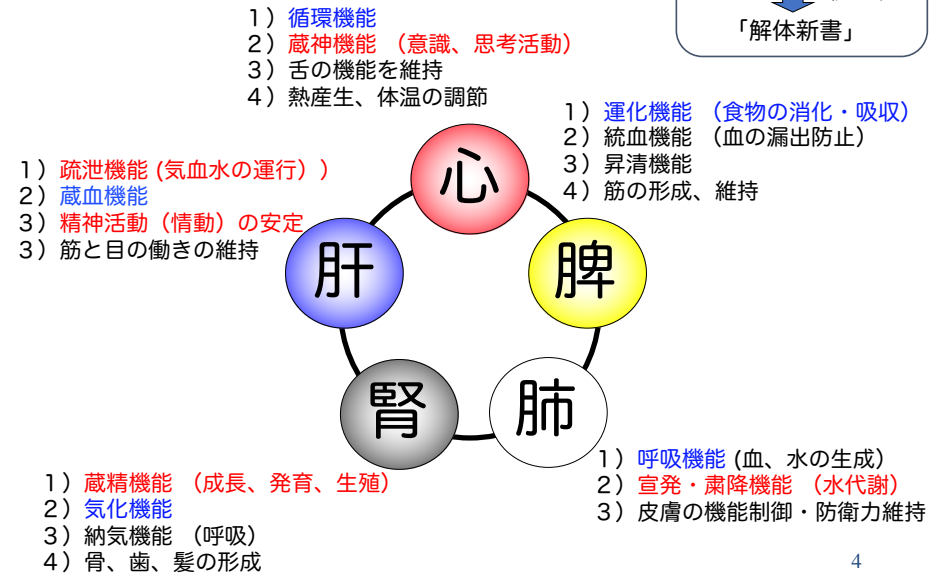 1）循環機能
2）蔵神機能 （意識、思考活動）
3）舌の機能を維持
4）熱産生、体温の調節
「解体新書」
1）運化機能 （食物の消化・吸収）
2）統血機能 （血の漏出防止）
3）昇清機能
4）筋の形成、維持
1）疏泄機能 (気血水の運行））
2）蔵血機能
3）精神活動（情動）の安定
3）筋と目の働きの維持
心
肝
脾
腎
肺
1）蔵精機能 （成長、発育、生殖）
2）気化機能
3）納気機能 （呼吸）
4）骨、歯、髪の形成
1）呼吸機能 (血、水の生成）
2）宣発・粛降機能 （水代謝）
3）皮膚の機能制御・防衛力維持
4